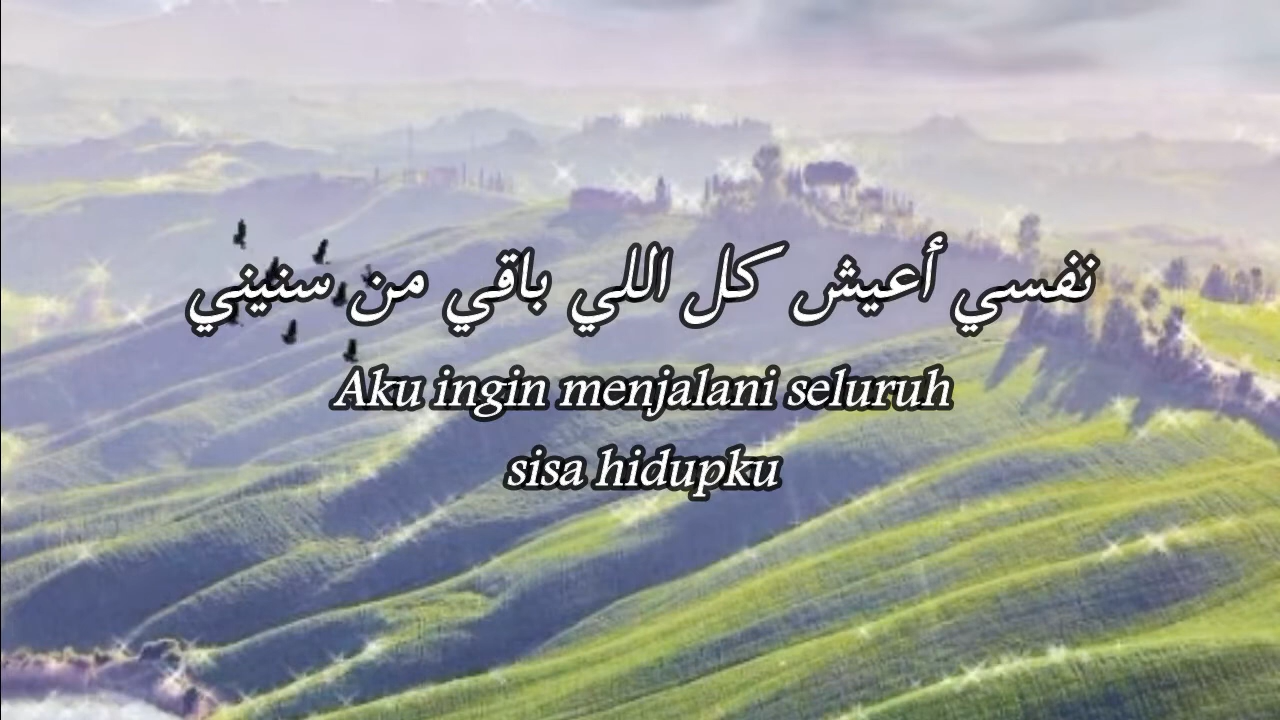 نفسي أعيش كل اللي باقي من سنيني
Aku ingin menjalani seluruh
sisa hidupku